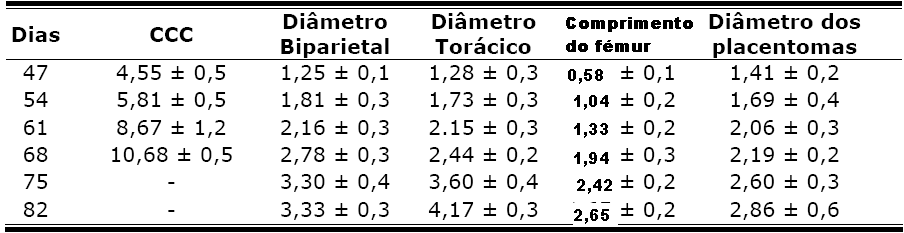 Dias CCC Diâmetro Biparietal Diâmetro Torácico Comprimento do fémur Diâmetro dos placentomas
47 4,55 ± 0,5 1,25 ± 0,1 1,28 ± 0,3 0,58 ± 0,1 1,41 ± 0,2
54 5,81 ± 0,5 1,81 ± 0,3 1,73 ± 0,3 1,04 ± 0,2 1,69 ± 0,4
61 8,67 ± 1,2 2,16 ± 0,3 2.15 ± 0,3 1,33 ± 0,2 2,06 ± 0,3
68 10,68 ± 0,5 2,78 ± 0,3 2,44 ± 0,2 1,94 ± 0,3 2,19 ± 0,2
75 - 3,30 ± 0,4 3,60 ± 0,4 2,42 ± 0,2 2,60 ± 0,3
82 - 3,33 ± 0,3 4,17 ± 0,3 2,65 ± 0,2 2,86 ± 0,6